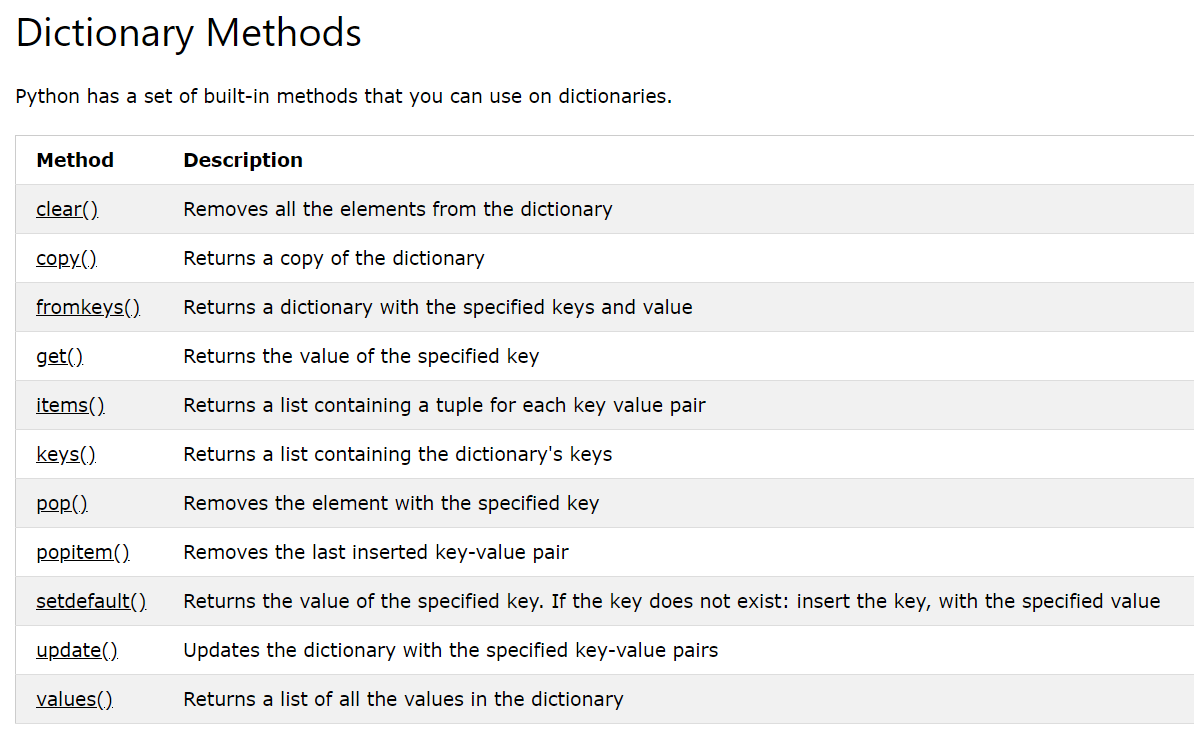 Dictionary Methods
Python has a set of built-in methods that you can use on dictionaries.
Method Description
clear() Removes all the elements from the dictionary
copy() Returns a copy of the dictionary
fromkeys() Returns a dictionary with the specified keys and value
get() Returns the value of the specified key
items() Returns a list containing a tuple for each key value pair
keys() Returns a list containing the dictionary's keys
pop() Removes the element with the specified key
popitem() Removes the last inserted key-value pair
setdefault() Returns the value of the specified key. If the key does not exist: insert the key, with the specified value
update() Updates the dictionary with the specified key-value pairs
values() Returns a list of all the values in the dictionary